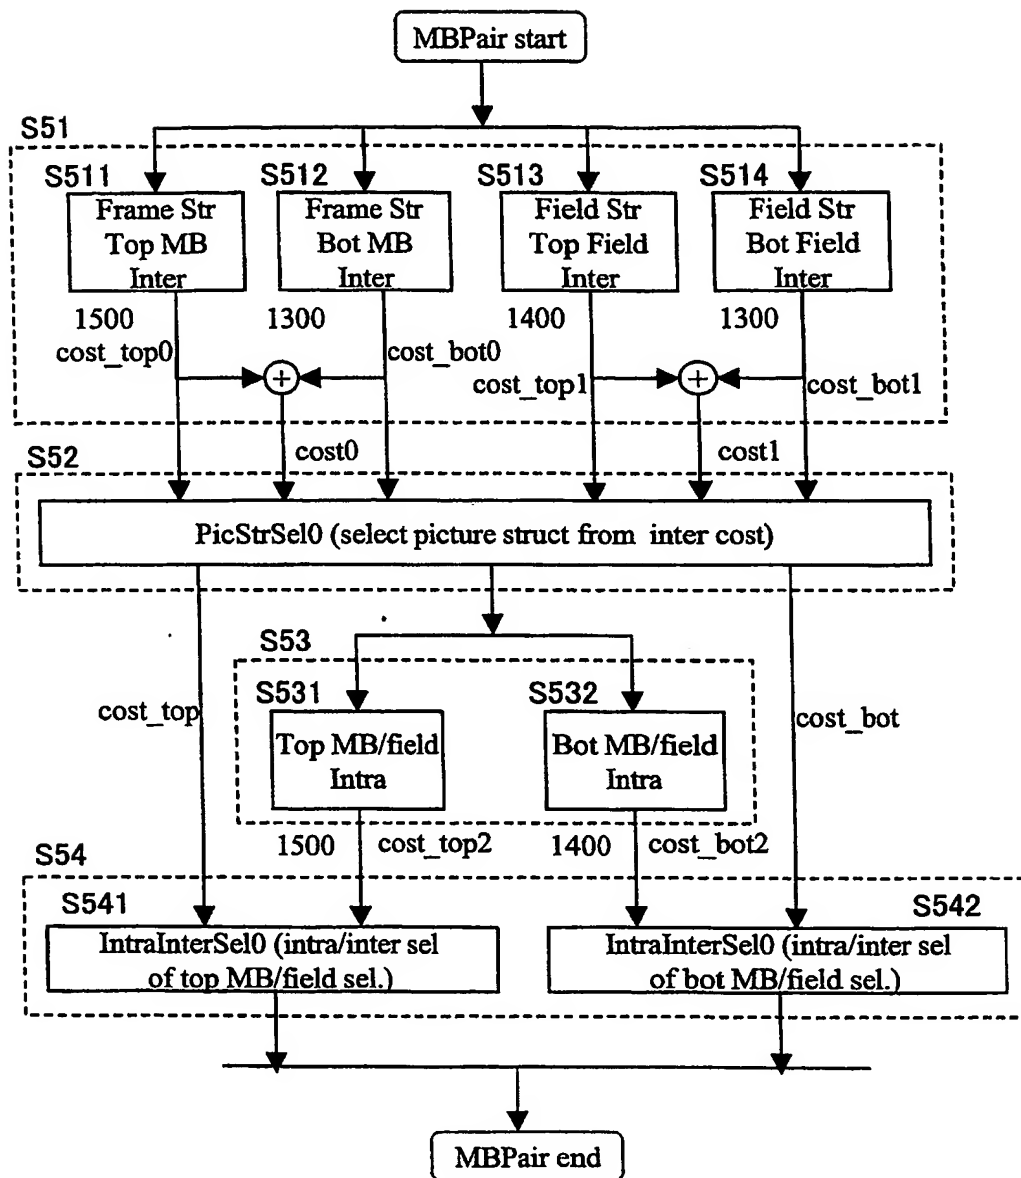 MBPair start
S51
S511
S512
S513
S514
Frame Str
Top MB
Inter
Frame Str
Bot MB
Inter
Field Str
Top Field
Inter
Field Str
Bot Field
Inter
1500
1300
1400
1300
cost_top0
cost_bot0
cost_top1
cost_bot1
+
+
cost0
cost1
S52
PicStrSel0 (select picture struct from inter cost)
S53
S531
S532
cost_top
cost_bot
Top MB/field
Intra
Bot MB/field
Intra
1500
cost_top2
1400
cost_bot2
S54
S541
S542
IntraInterSel0 (intra/inter sel
of top MB/field sel.)
IntraInterSel0 (intra/inter sel
of bot MB/field sel.)
MBPair end